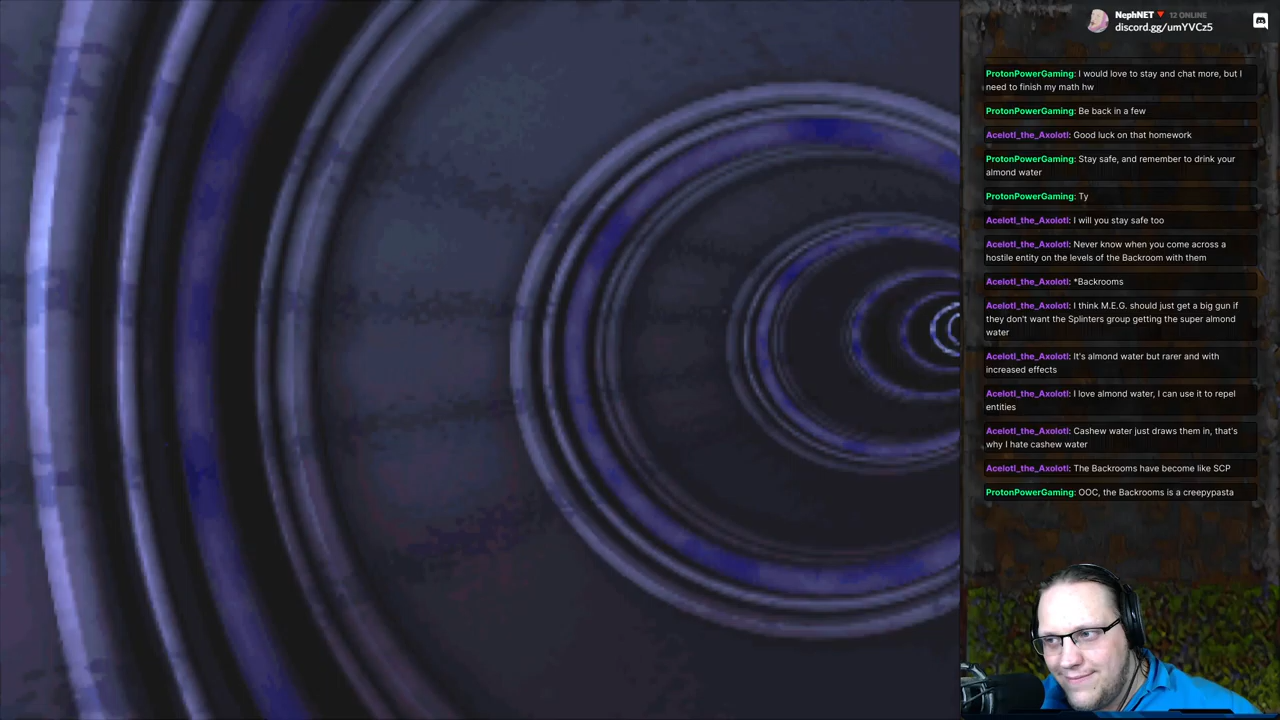 NephNET 🔻 12 ONLINE
discord.gg/umYVCz5
ProtonPowerGaming: I would love to stay and chat more, but I
need to finish my math hw
ProtonPowerGaming: Be back in a few
Acelotl_the_Axolotl: Good luck on that homework
ProtonPowerGaming: Stay safe, and remember to drink your
almond water
ProtonPowerGaming: Ty
Acelotl_the_Axolotl: I will you stay safe too
Acelotl_the_Axolotl: Never know when you come across a
hostile entity on the levels of the Backroom with them
Acelotl_the_Axolotl: *Backrooms
Acelotl_the_Axolotl: I think M.E.G. should just get a big gun if
they don't want the Splinters group getting the super almond
water
Acelotl_the_Axolotl: It's almond water but rarer and with
increased effects
Acelotl_the_Axolotl: I love almond water, I can use it to repel
entities
Acelotl_the_Axolotl: Cashew water just draws them in, that's
why I hate cashew water
Acelotl_the_Axolotl: The Backrooms have become like SCP
ProtonPowerGaming: OOC, the Backrooms is a creepypasta